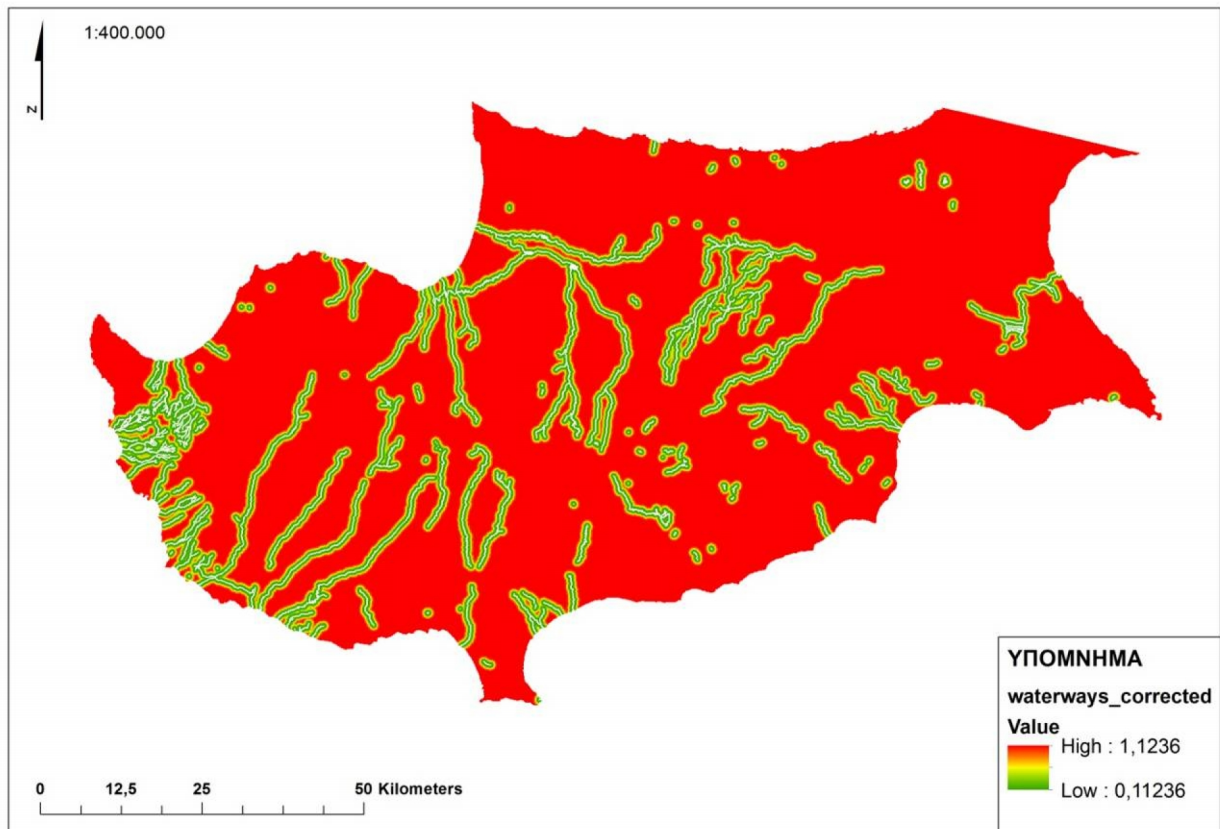 1:400.000
N
ΥΠΟΜΝΗΜΑ
waterways_corrected
Value
High : 1,1236
Low : 0,11236
0 12,5 25 50 Kilometers